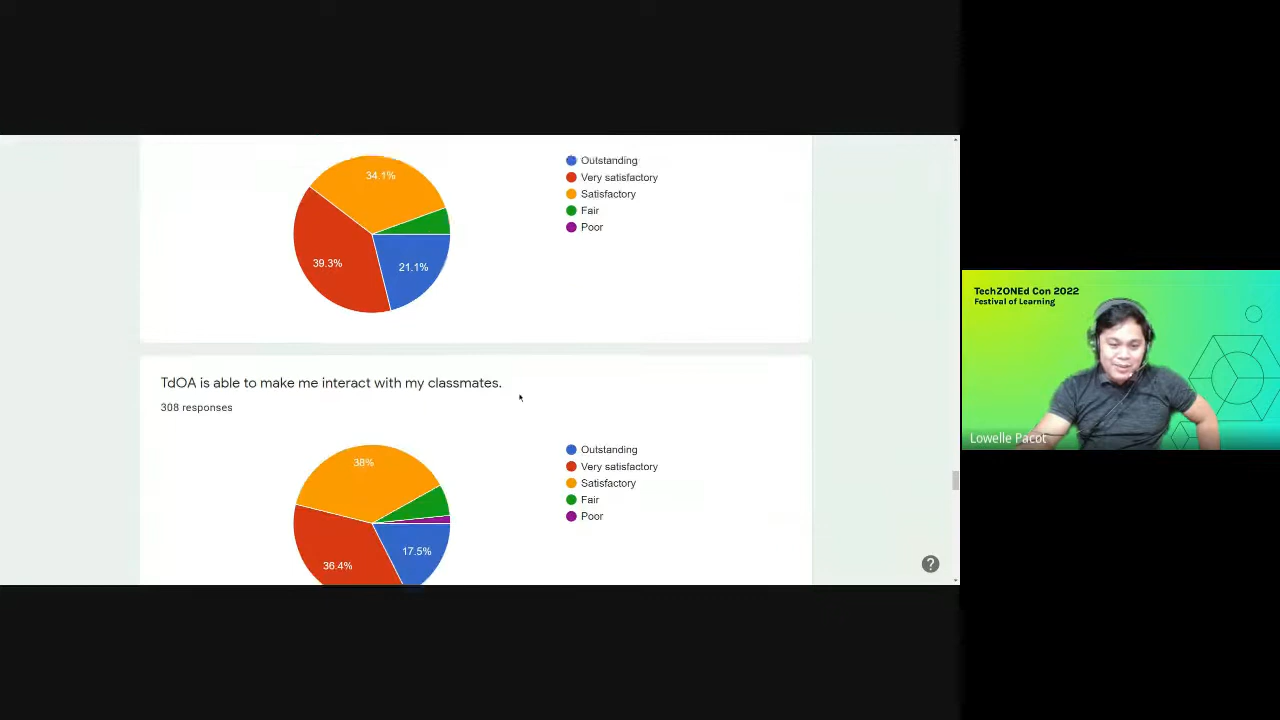 34.1%
39.3%
21.1%
Outstanding
Very satisfactory
Satisfactory
Fair
Poor
TdOA is able to make me interact with my classmates.
308 responses
38%
36.4%
17.5%
Outstanding
Very satisfactory
Satisfactory
Fair
Poor
?
TechZONEd Con 2022
Festival of Learning
Lowelle Pacot